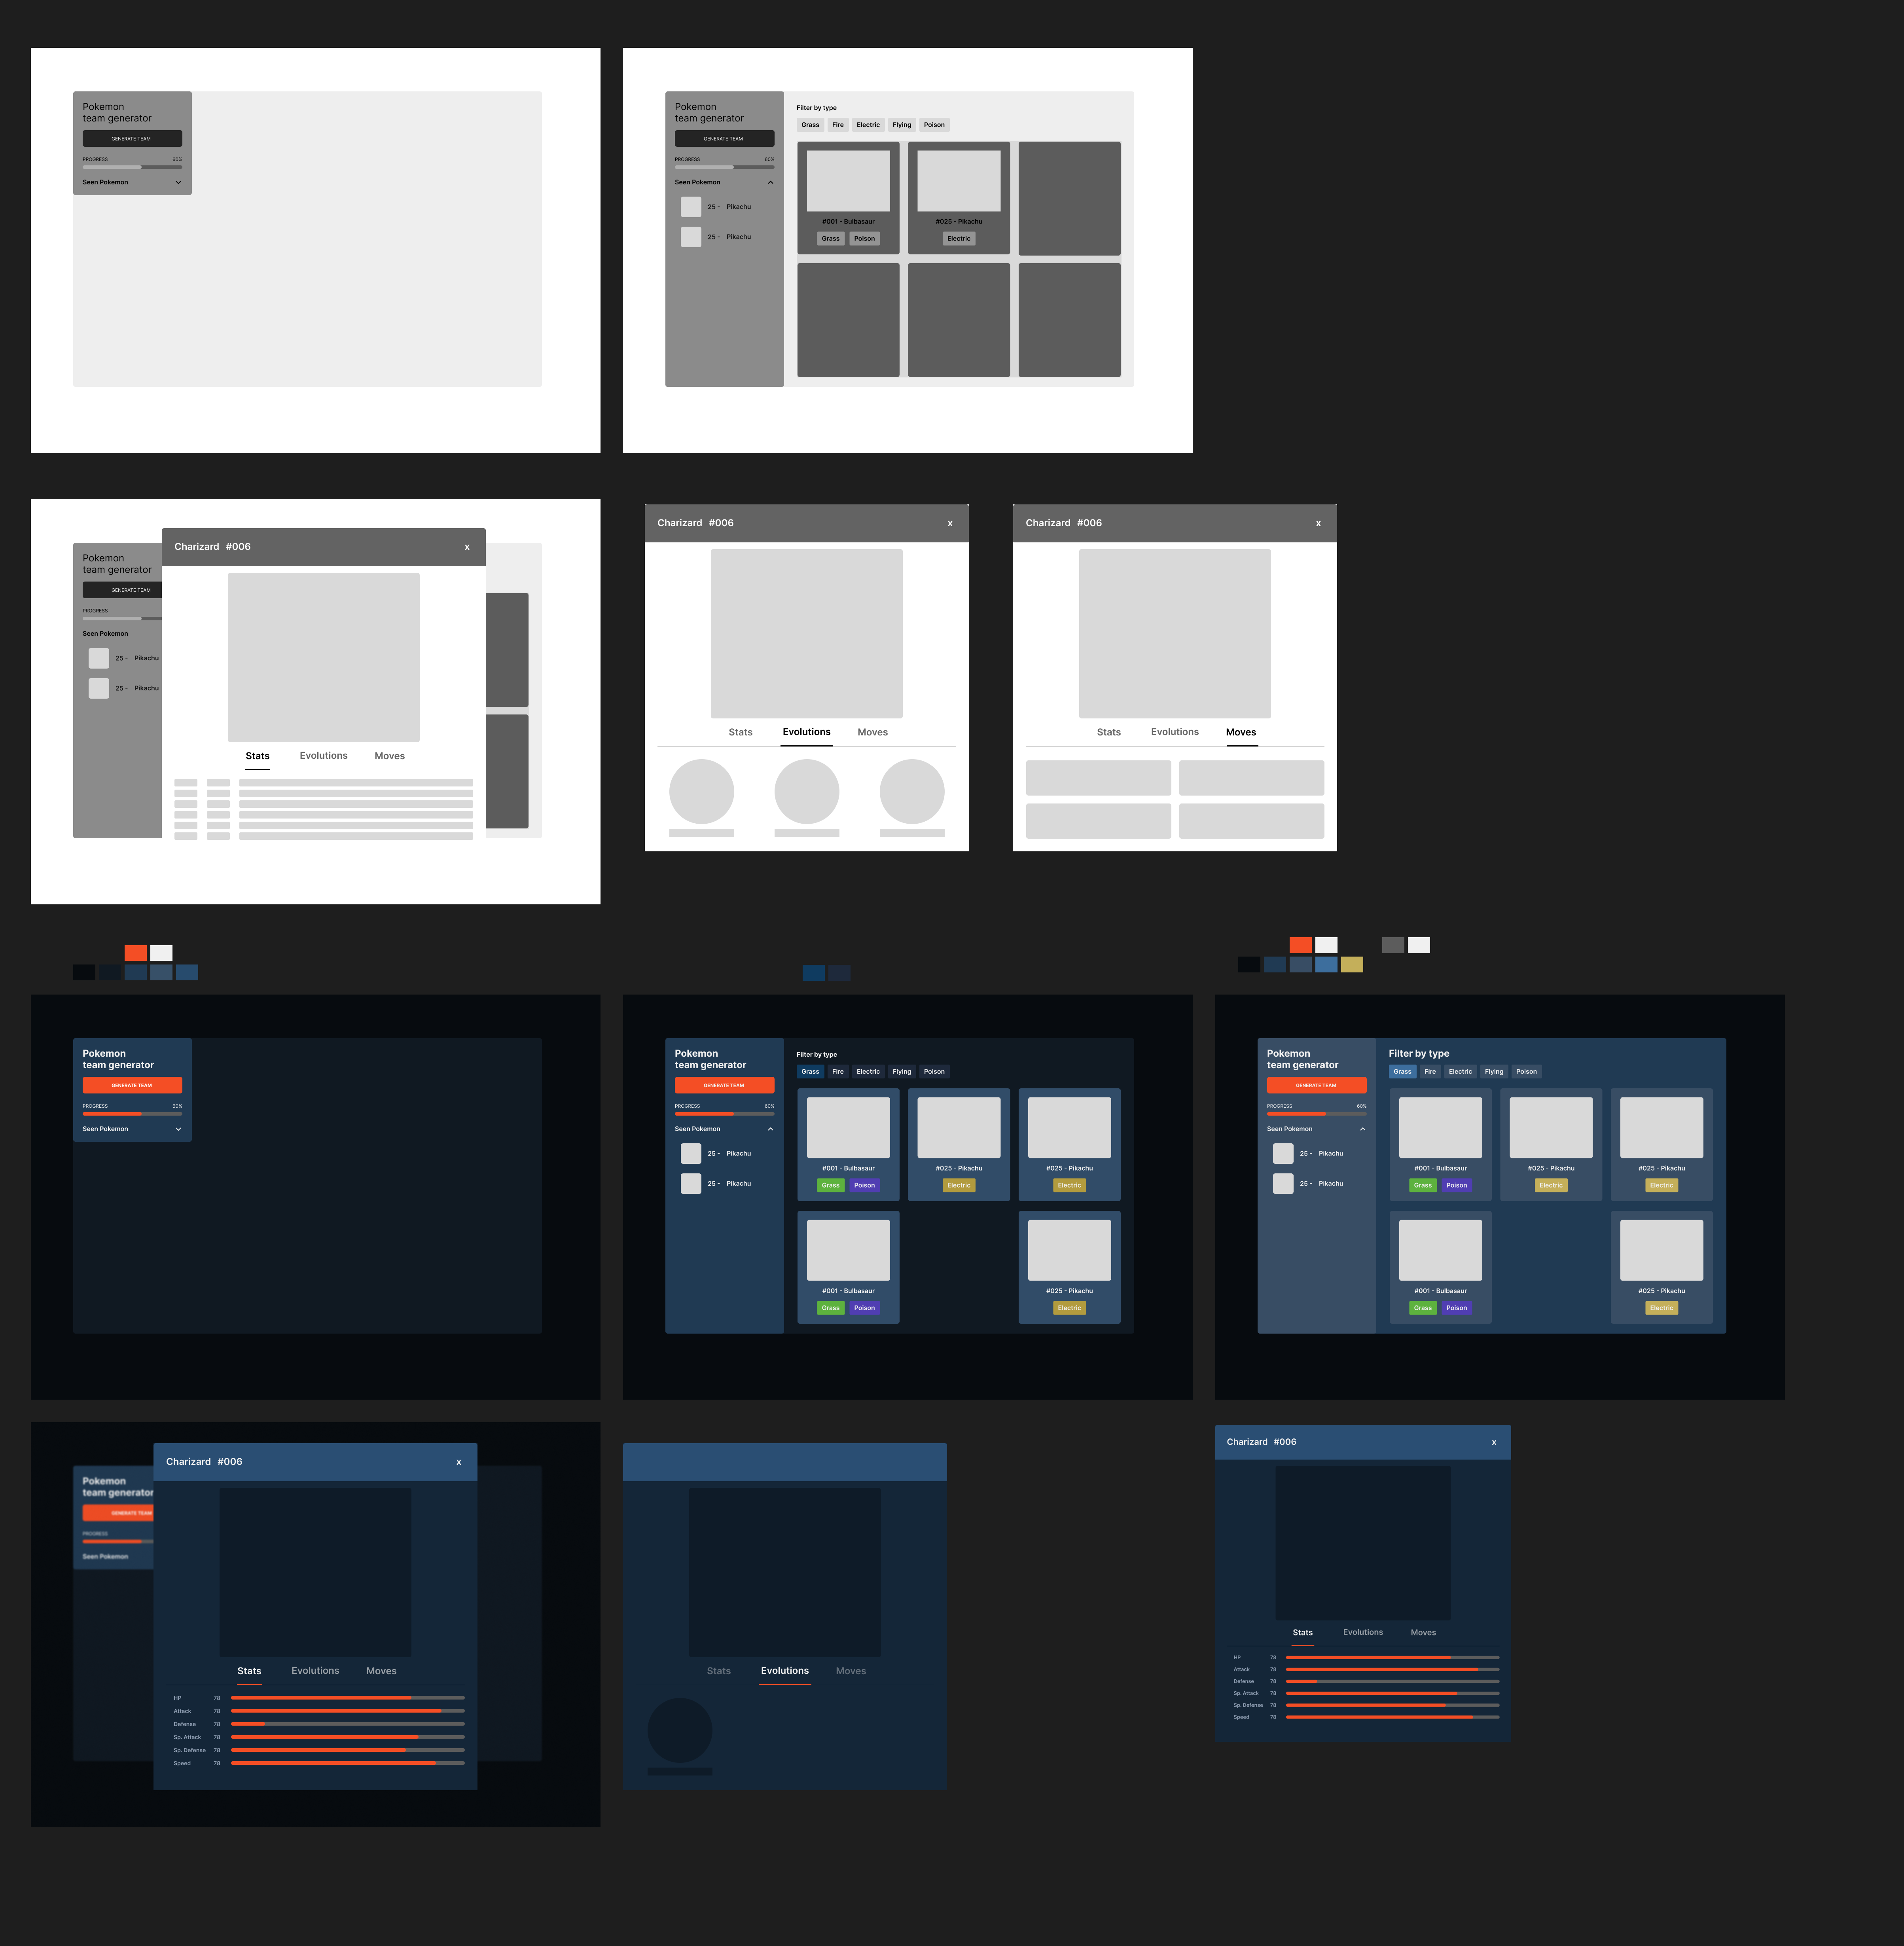 Pokemon
team generator
GENERATE TEAM
PROGRESS 60%
Seen Pokemon
Pokemon
team generator
GENERATE TEAM
PROGRESS 60%
Seen Pokemon
25 - Pikachu
25 - Pikachu
Filter by type
Grass Fire Electric Flying Poison
#001 - Bulbasaur #025 - Pikachu
Grass Poison Electric
Pokemon
team generator
GENERATE TEAM
PROGRESS
Seen Pokemon
25 - Pikachu
25 - Pikachu
Charizard #006 x
Stats Evolutions Moves
Charizard #006 x
Stats Evolutions Moves
Charizard #006 x
Stats Evolutions Moves
Pokemon
team generator
GENERATE TEAM
PROGRESS 60%
Seen Pokemon
Pokemon
team generator
GENERATE TEAM
PROGRESS 60%
Seen Pokemon
25 - Pikachu
25 - Pikachu
Filter by type
Grass Fire Electric Flying Poison
#001 - Bulbasaur #025 - Pikachu #025 - Pikachu
Grass Poison Electric Electric
#001 - Bulbasaur #025 - Pikachu
Grass Poison Electric
Pokemon
team generator
GENERATE TEAM
PROGRESS 60%
Seen Pokemon
25 - Pikachu
25 - Pikachu
Filter by type
Grass Fire Electric Flying Poison
#001 - Bulbasaur #025 - Pikachu #025 - Pikachu
Grass Poison Electric Electric
#001 - Bulbasaur #025 - Pikachu
Grass Poison Electric
Pokemon
team generator
GENERATE TEAM
PROGRESS
Seen Pokemon
Charizard #006 x
Stats Evolutions Moves
HP 78
Attack 78
Defense 78
Sp. Attack 78
Sp. Defense 78
Speed 78
Stats Evolutions Moves
Charizard #006 x
Stats Evolutions Moves
HP 78
Attack 78
Defense 78
Sp. Attack 78
Sp. Defense 78
Speed 78